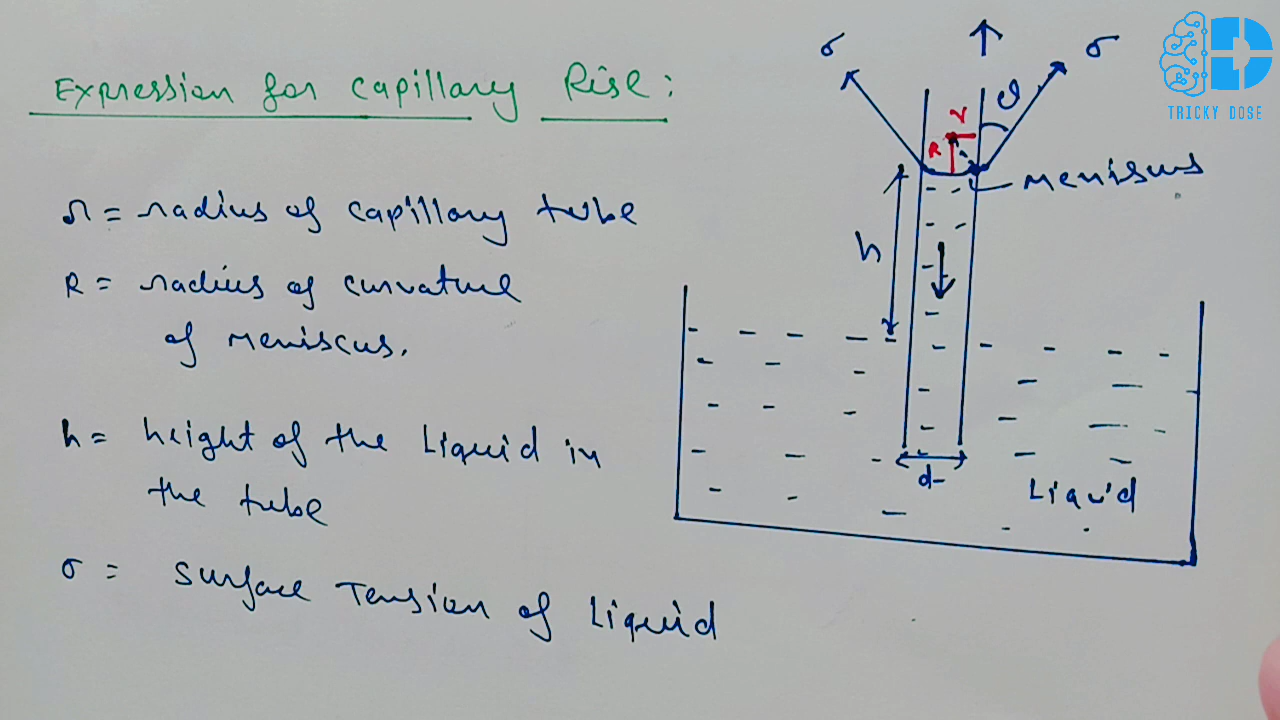 Expression for Capillary Rise:
r = radius of capillary tube
R = radius of curvature
of meniscus.
h = height of the Liquid in
the tube
σ = surface Tension of Liquid
σ
σ
θ
r
R
meniscus
h
d
Liquid
TRICKY DOSE